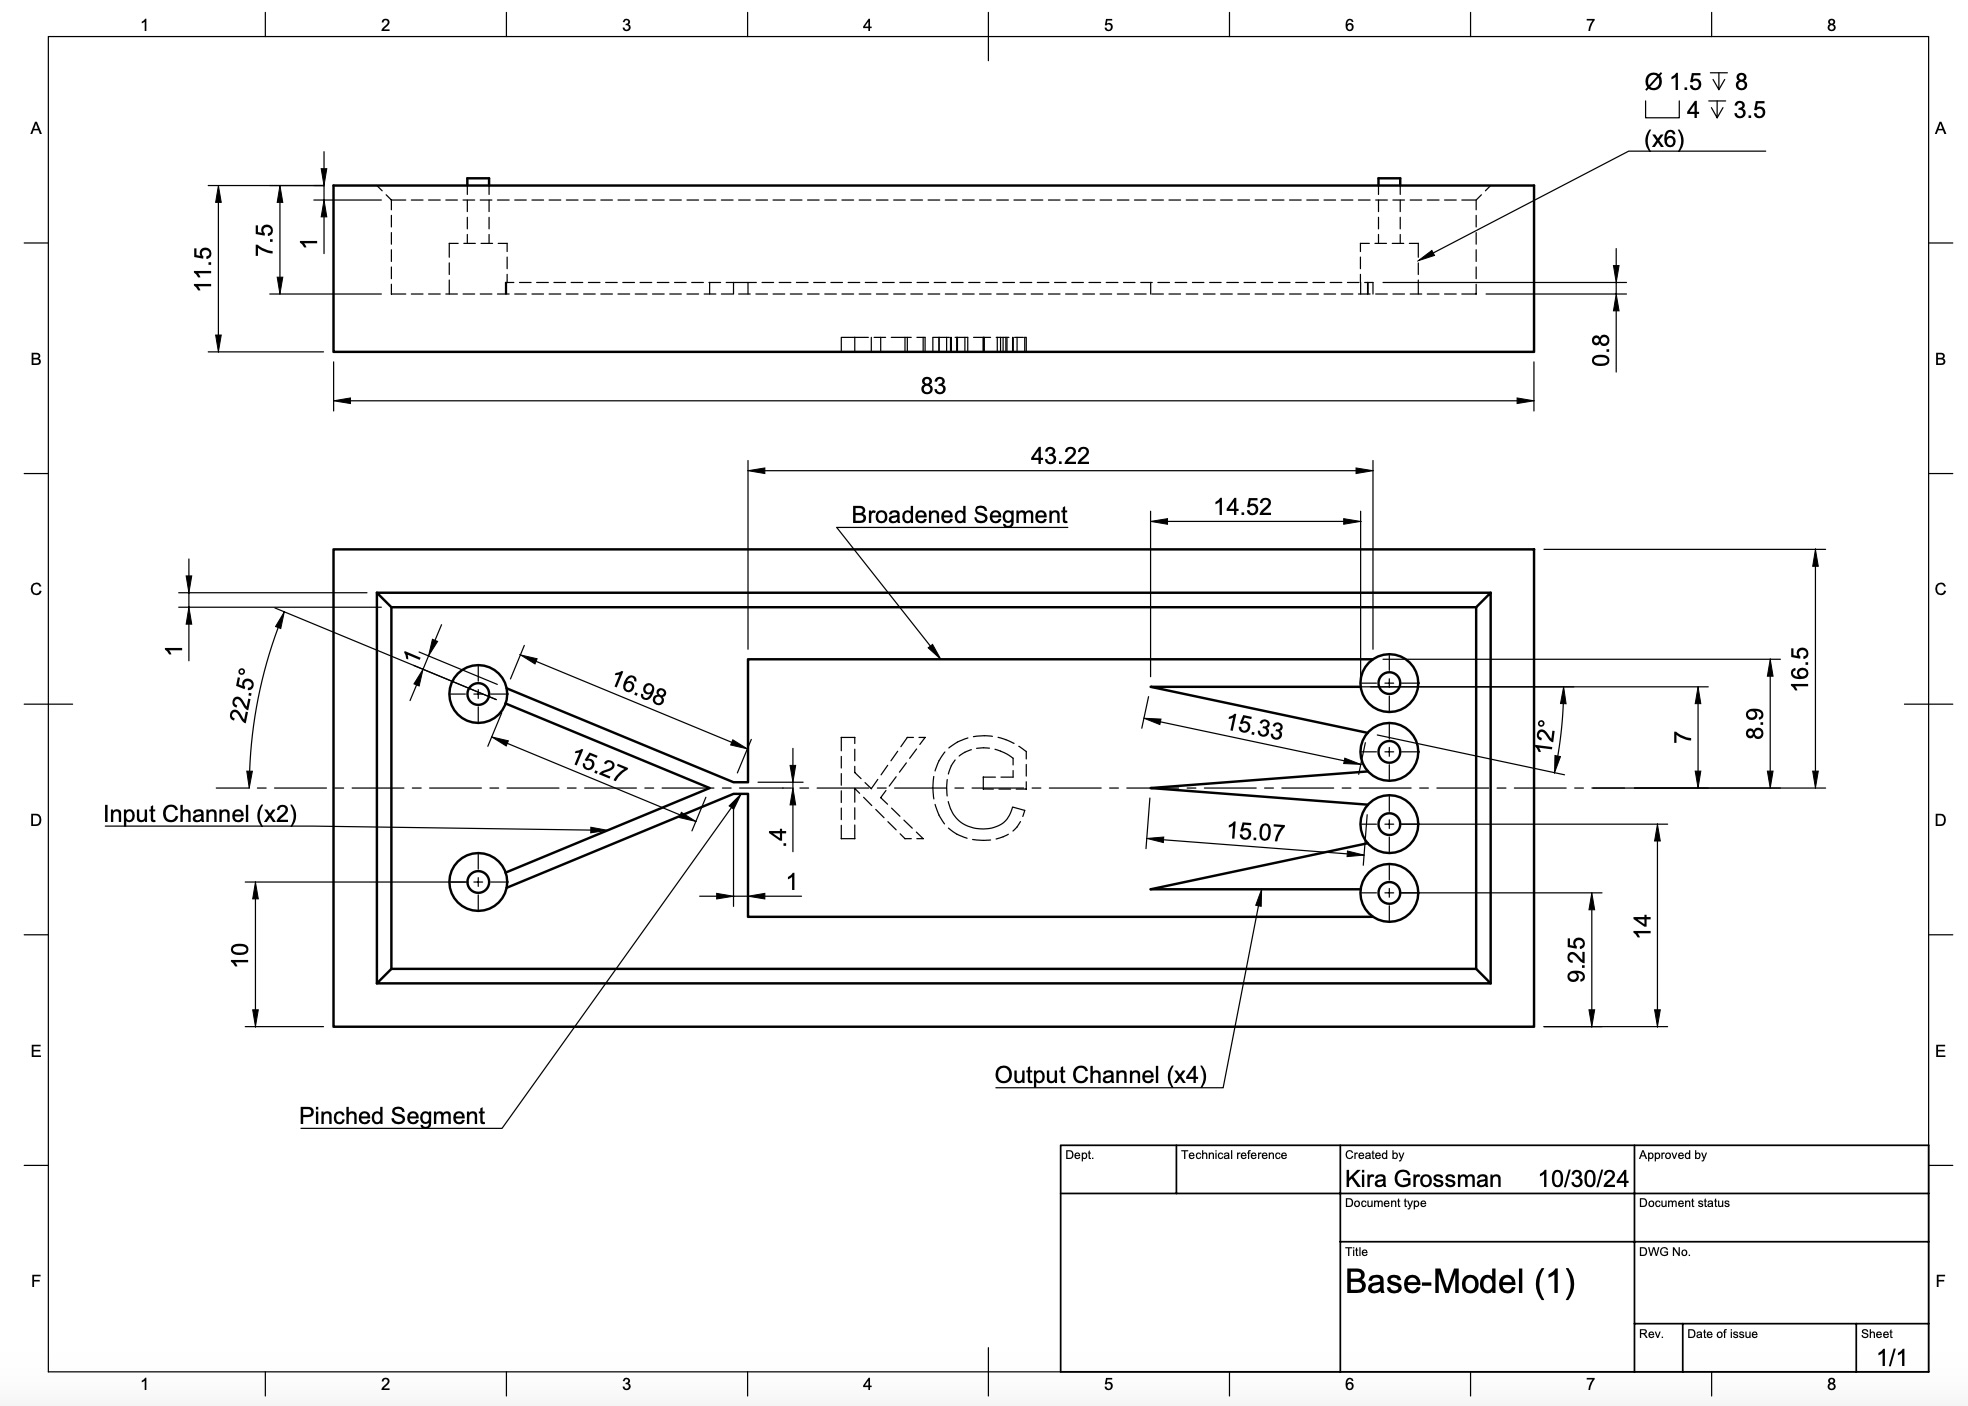 1 2 3 4 5 6 7 8
A A
B B
C C
D D
E E
F F
Ø 1.5 ↧ 8
⌴ 4 ↧ 3.5
(x6)
11.5
7.5
1
0.8
83
43.22
14.52
Broadened Segment
1
22.5°
1
16.98
15.27
15.33
12°
7
8.9
16.5
KG
Input Channel (x2)
.4
15.07
1
10
9.25
14
Output Channel (x4)
Pinched Segment
Dept.
Technical reference
Created by
Kira Grossman 10/30/24
Approved by
Document type
Document status
Title
Base-Model (1)
DWG No.
Rev.
Date of issue
Sheet
1/1
1 2 3 4 5 6 7 8